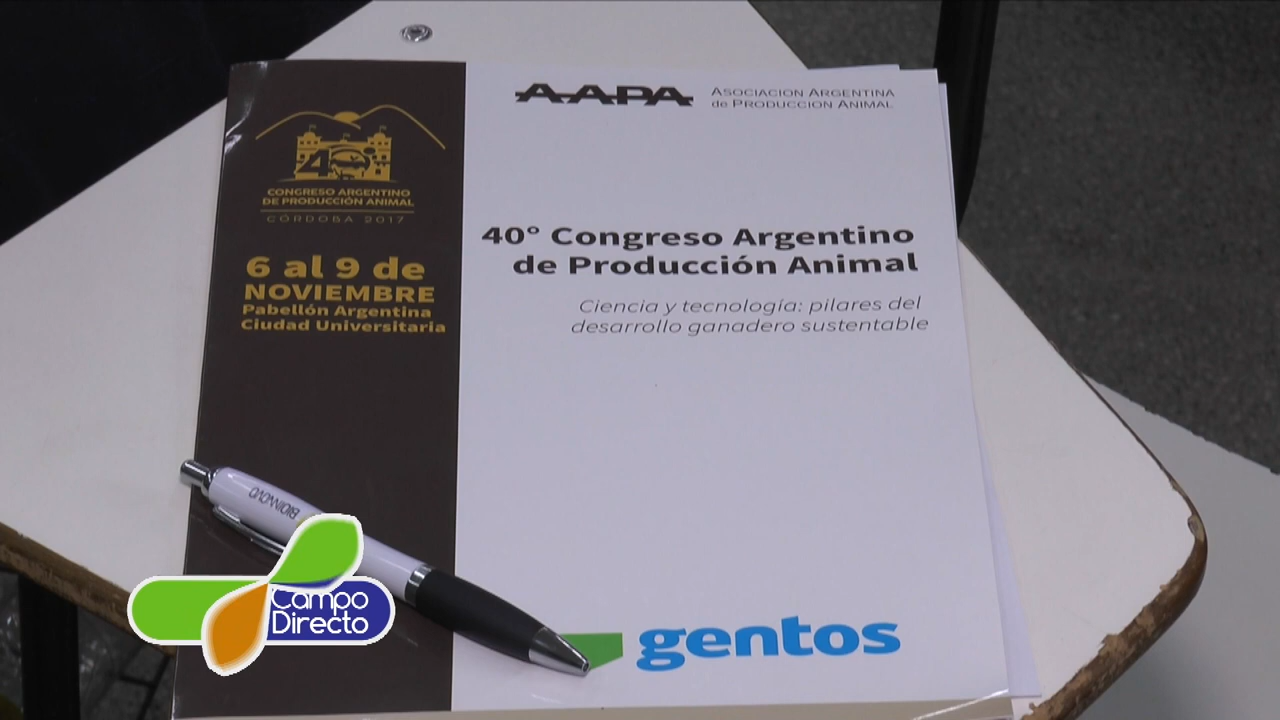 AAPA
ASOCIACION ARGENTINA
de PRODUCCION ANIMAL
40
CONGRESO ARGENTINO
DE PRODUCCIÓN ANIMAL
CÓRDOBA 2017
6 al 9 de
NOVIEMBRE
Pabellón Argentina
Ciudad Universitaria
40° Congreso Argentino
de Producción Animal
Ciencia y tecnología: pilares del
desarrollo ganadero sustentable
BIOINNOVO
Campo
Directo
gentos